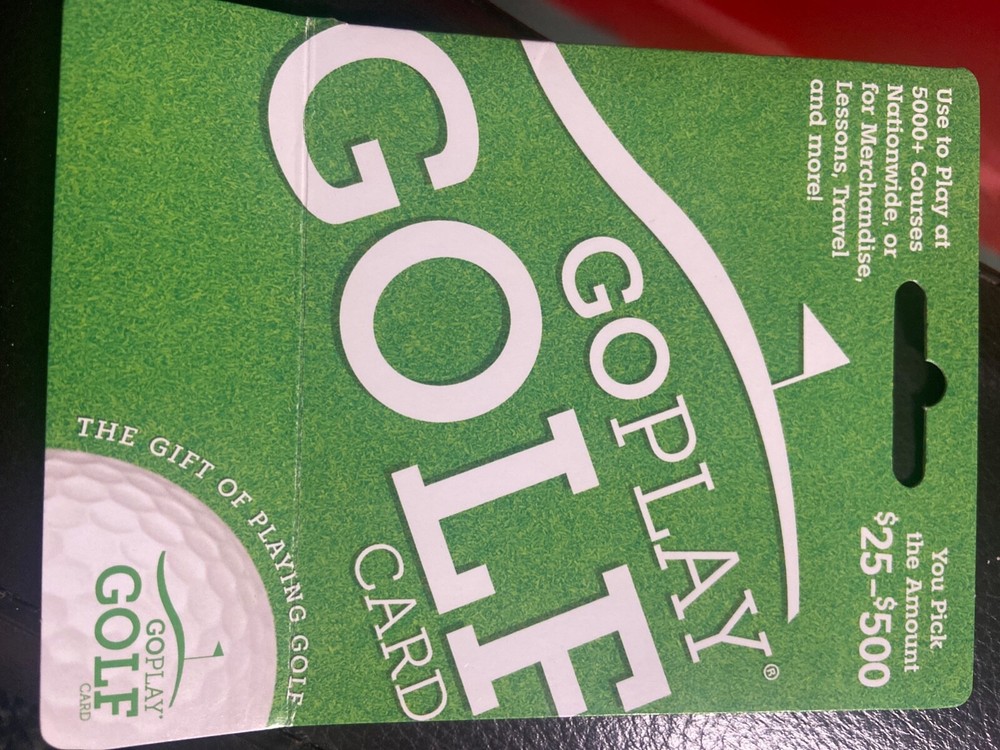 Use to Play at
5000+ Courses
Nationwide, or
for Merchandise,
Lessons, Travel
and more!
You Pick
the Amount
$25–$500
GOPLAY®
GOLF
CARD
THE GIFT OF PLAYING GOLF
GOPLAY
GOLF
CARD